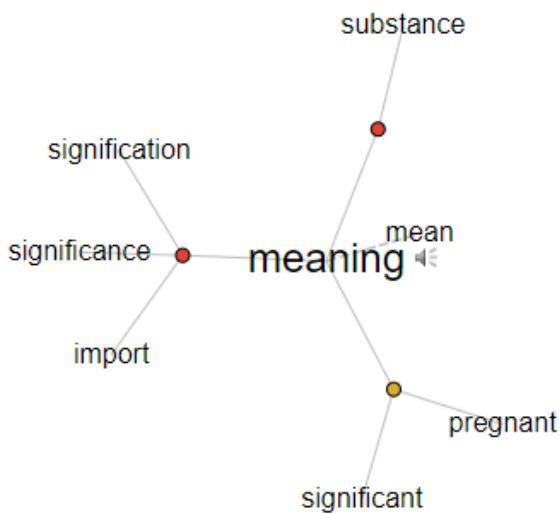 substance
signification
mean
significance
meaning
import
pregnant
significant